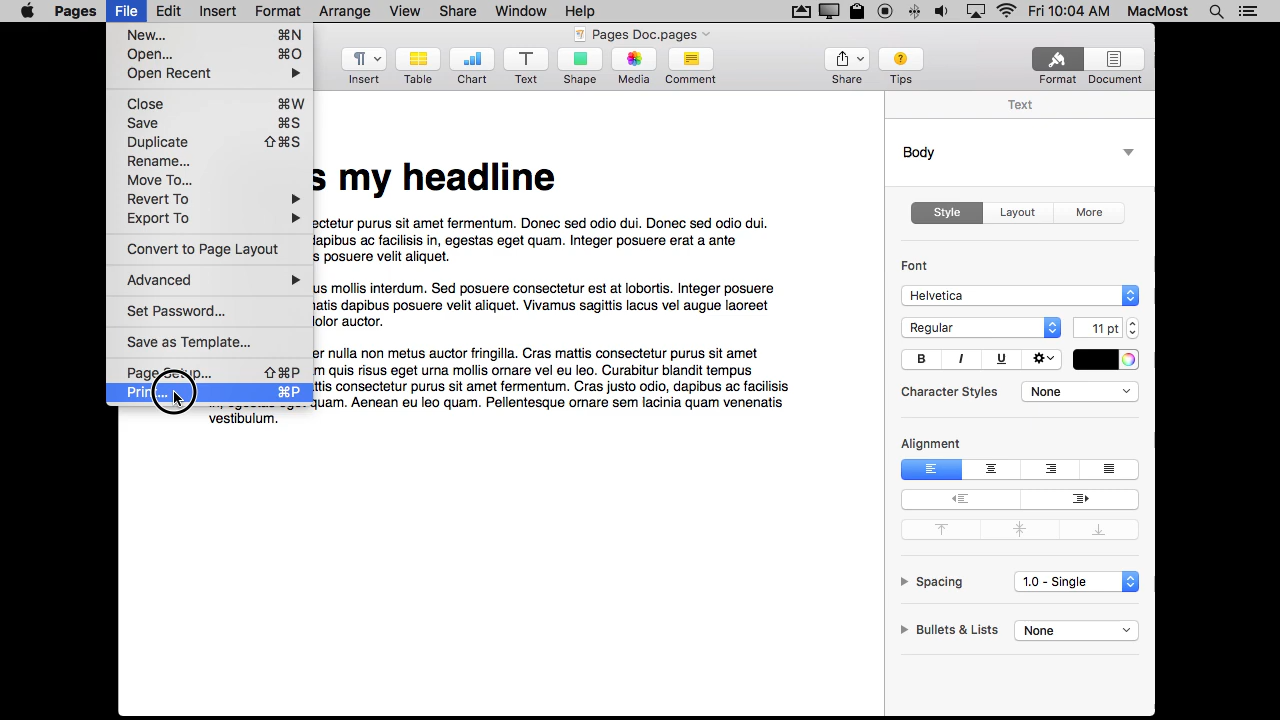 Pages File Edit Insert Format Arrange View Share Window Help Fri 10:04 AM MacMost
New... ⌘N
Open... ⌘O
Open Recent
Close ⌘W
Save ⌘S
Duplicate ⇧⌘S
Rename...
Move To...
Revert To
Export To
Convert to Page Layout
Advanced
Set Password...
Save as Template...
Page Setup... ⇧⌘P
Print... ⌘P
Pages Doc.pages
Insert Table Chart Text Shape Media Comment Share Tips Format Document
s my headline
ectetur purus sit amet fermentum. Donec sed odio dui. Donec sed odio dui.
dapibus ac facilisis in, egestas eget quam. Integer posuere erat a ante
s posuere velit aliquet.
us mollis interdum. Sed posuere consectetur est at lobortis. Integer posuere
atis dapibus posuere velit aliquet. Vivamus sagittis lacus vel augue laoreet
dolor auctor.
er nulla non metus auctor fringilla. Cras mattis consectetur purus sit amet
m quis risus eget urna mollis ornare vel eu leo. Curabitur blandit tempus
ttis consectetur purus sit amet fermentum. Cras justo odio, dapibus ac facilisis
in, egestas eget quam. Aenean eu leo quam. Pellentesque ornare sem lacinia quam venenatis
vestibulum.
Text
Body
Style Layout More
Font
Helvetica
Regular 11 pt
B I U
Character Styles None
Alignment
Spacing 1.0 - Single
Bullets & Lists None